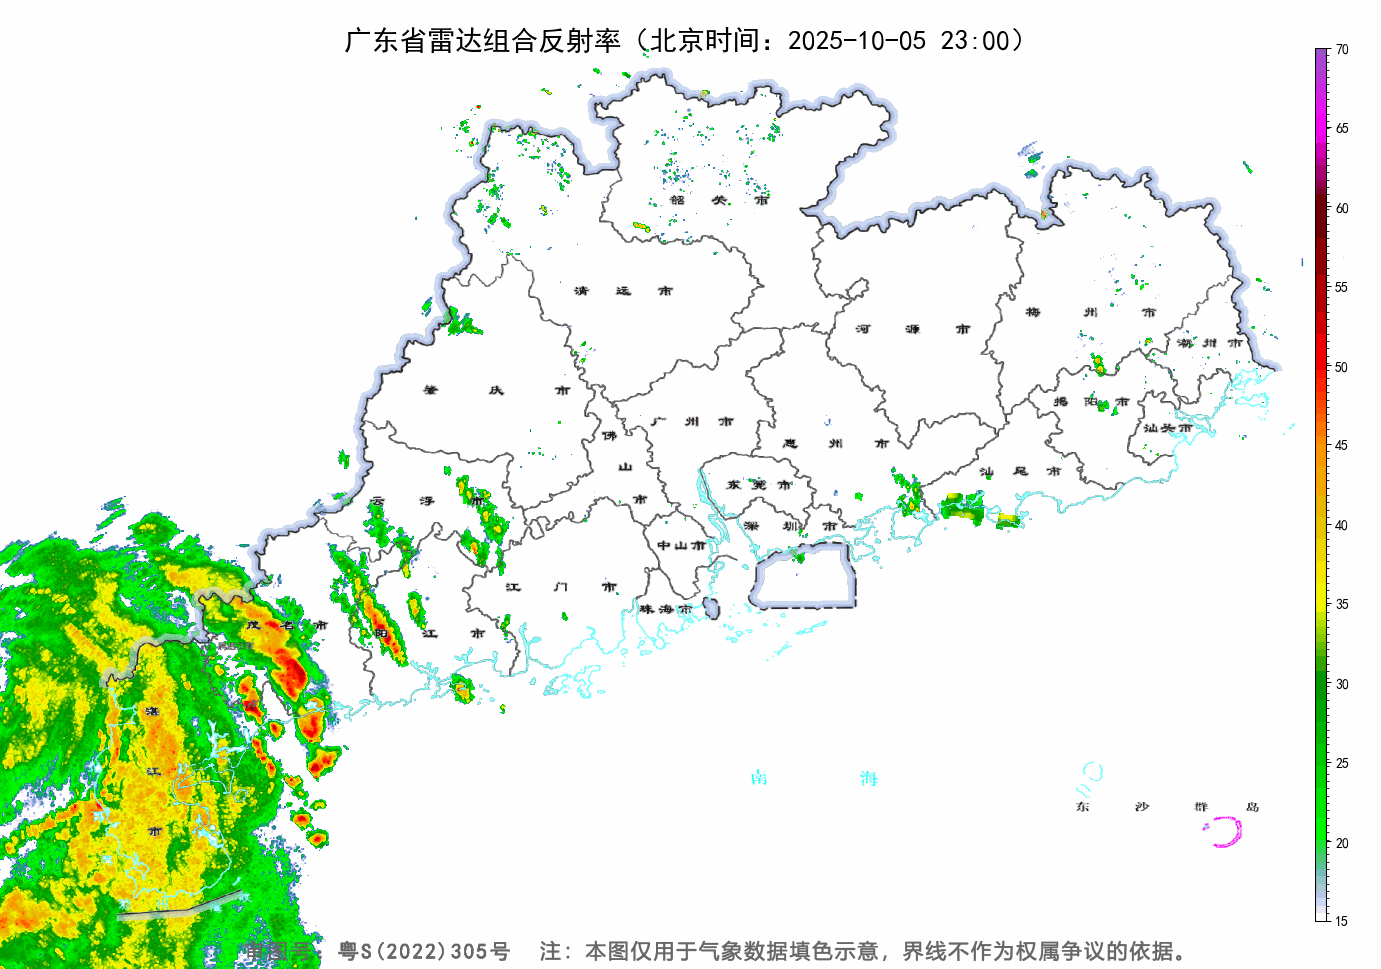 广东省雷达组合反射率（北京时间：2025-10-05 23:00）
70
65
60
55
50
45
40
35
30
25
20
15
韶关市
清远市
河源市
梅州市
潮州市
肇庆市
广州市
揭阳市
汕头市
佛山市
惠州市
汕尾市
东莞市
云浮市
深圳市
中山市
江门市
珠海市
茂名市
阳江市
湛江市
南海
东沙群岛
审图号：粤S(2022)305号 注：本图仅用于气象数据填色示意，界线不作为权属争议的依据。